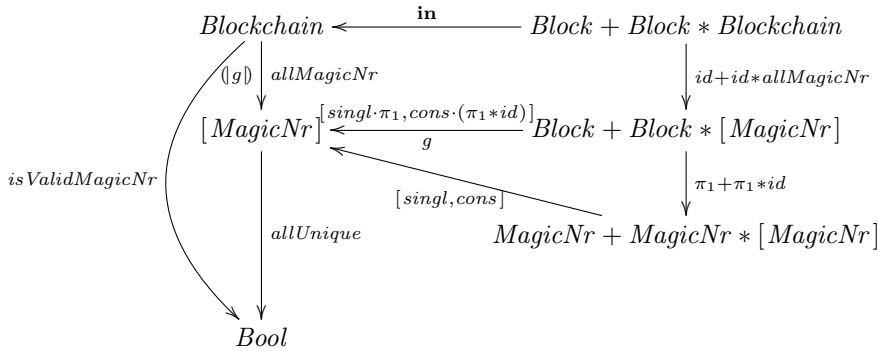 Blockchain
in
Block + Block ∗ Blockchain
(|g|)
allMagicNr
id+id∗allMagicNr
[MagicNr]
[singl·π₁,cons·(π₁∗id)]
g
Block + Block ∗ [MagicNr]
isValidMagicNr
[singl,cons]
π₁+π₁∗id
allUnique
MagicNr + MagicNr ∗ [MagicNr]
Bool